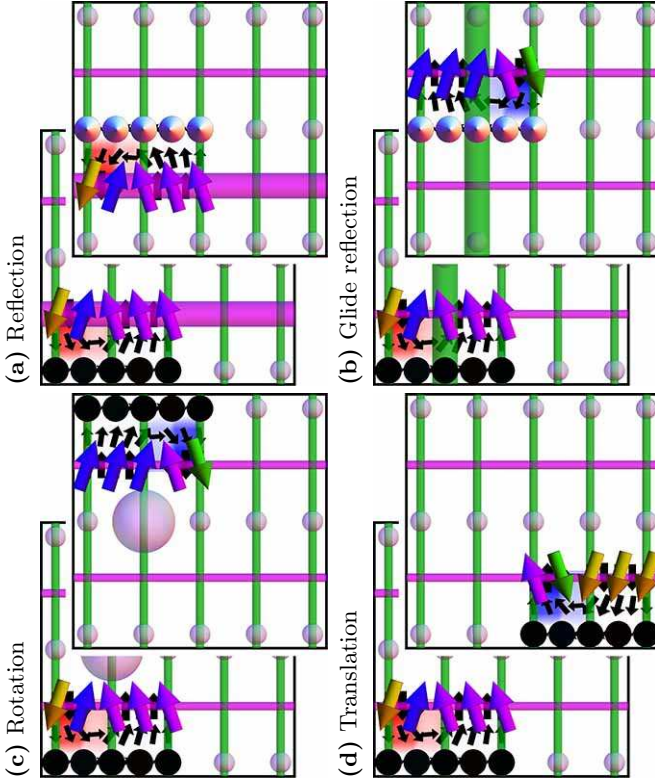 (a) Reflection
(b) Glide reflection
(c) Rotation
(d) Translation